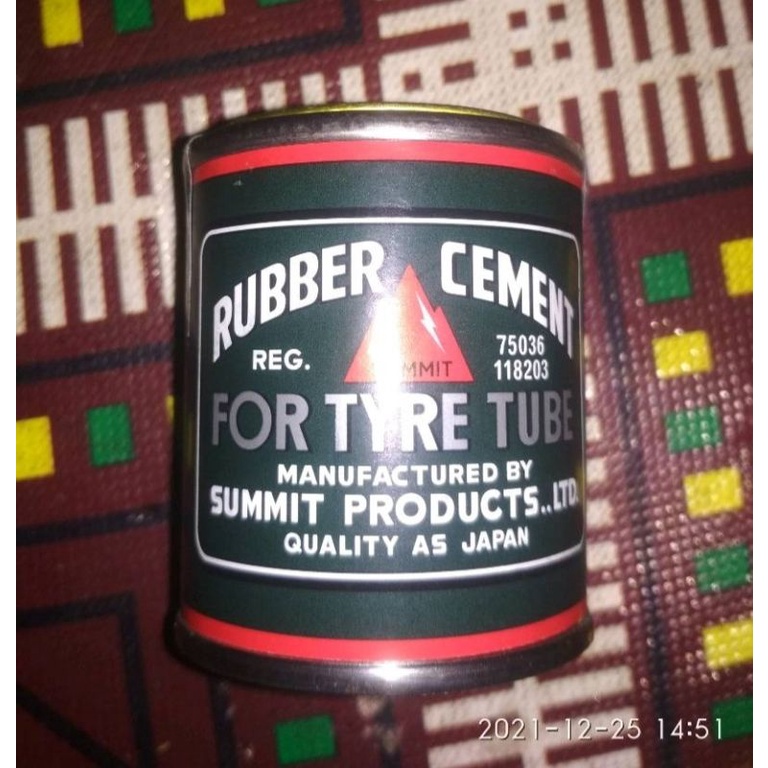 RUBBER CEMENT
REG.
75036
118203
SUMMIT
FOR TYRE TUBE
MANUFACTURED BY
SUMMIT PRODUCTS..LTD.
QUALITY AS JAPAN
2021-12-25 14:51